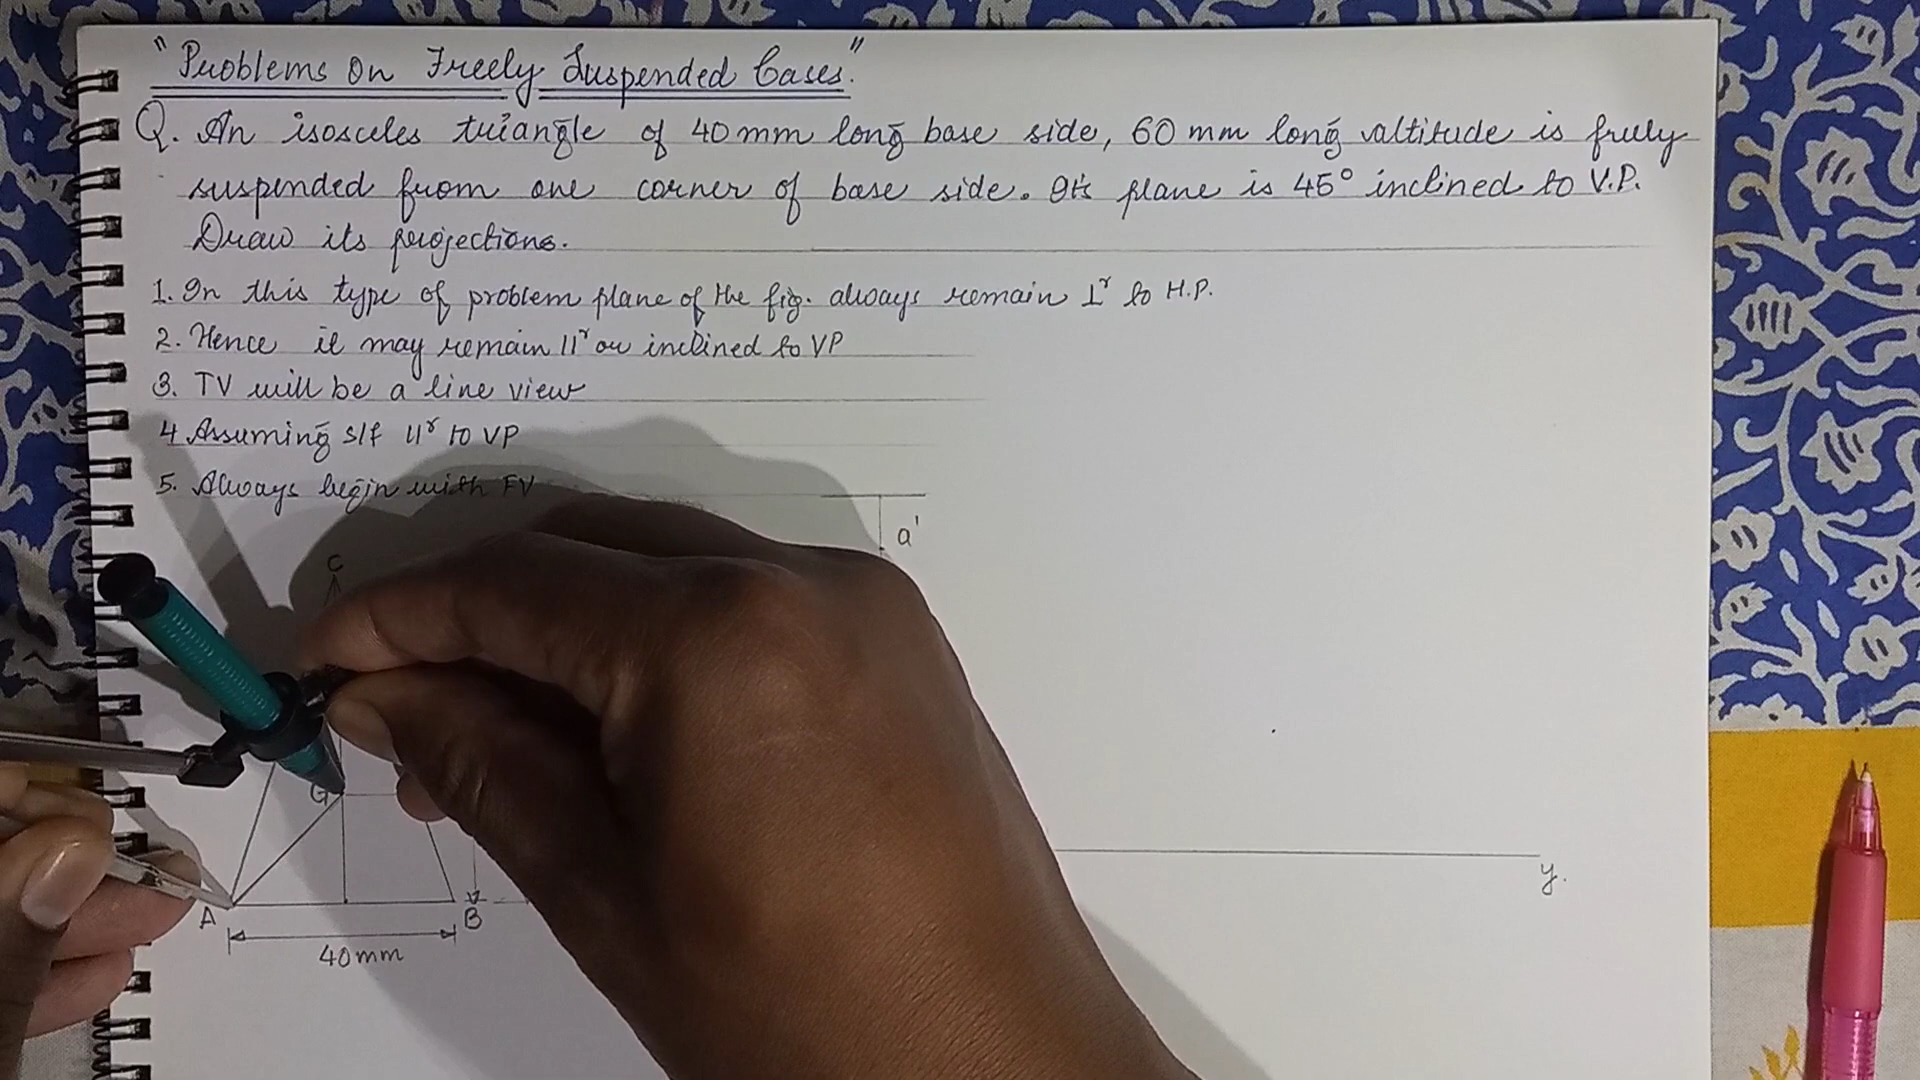 "Problems On Freely Suspended Cases."
Q. An isosceles triangle of 40 mm long base side, 60 mm long altitude is freely
suspended from one corner of base side. It's plane is 45° inclined to V.P.
Draw its projections.
1. In this type of problem plane of the fig. always remain ⊥ʳ to H.P.
2. Hence it may remain 11ʳ or inclined to VP
3. TV will be a line view
4 Assuming s/f 11ʳ to VP
5. Always begin with FV
a'
C
G
y.
A
B
40mm